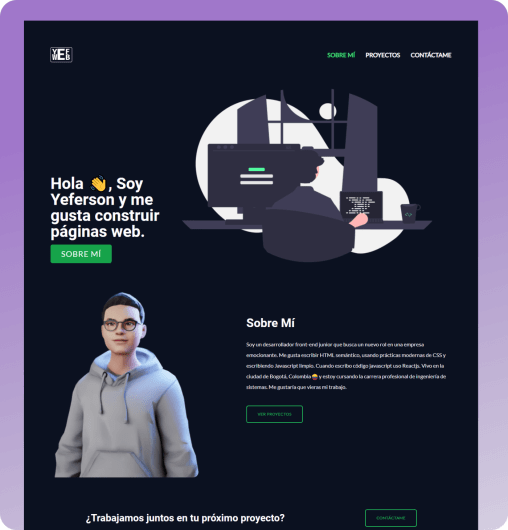 YEF
WEB
SOBRE MÍ PROYECTOS CONTÁCTAME
Hola 👋, Soy
Yeferson y me
gusta construir
páginas web.
SOBRE MÍ
Sobre Mí
Soy un desarrollador front-end junior que busca un nuevo rol en una empresa
emocionante. Me gusta escribir HTML semántico, usando prácticas modernas de CSS y
escribiendo Javascript limpio. Cuando escribo código javascript uso Reactjs. Vivo en la
ciudad de Bogotá, Colombia 🇨🇴 y estoy cursando la carrera profesional de ingeniería de
sistemas. Me gustaría que vieras mi trabajo.
VER PROYECTOS
¿Trabajamos juntos en tu próximo proyecto?
CONTÁCTAME